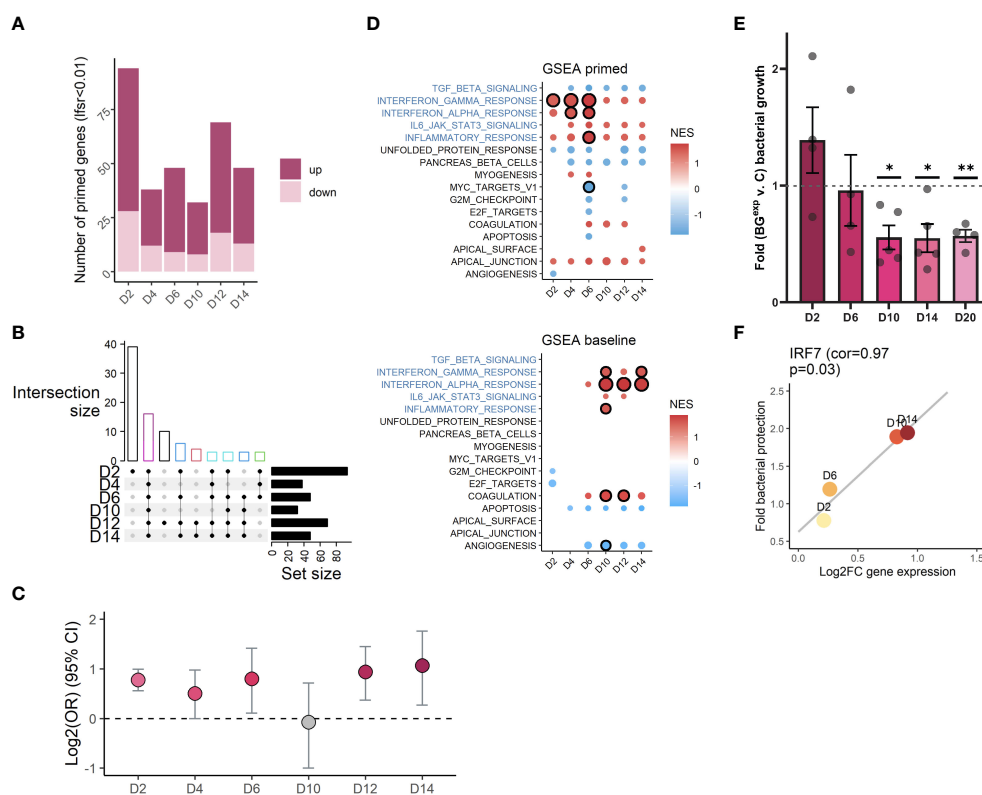 A
Number of primed genes (lfsr<0.01)
75
50
25
0
D2
D4
D6
D10
D12
D14
up
down
B
Intersection
size
40
30
20
10
0
D2
D4
D6
D10
D12
D14
0
20
40
60
80
Set size
C
Log2(OR) (95% CI)
2
1
0
-1
D2
D4
D6
D10
D12
D14
D
GSEA primed
TGF_BETA_SIGNALING
INTERFERON_GAMMA_RESPONSE
INTERFERON_ALPHA_RESPONSE
IL6_JAK_STAT3_SIGNALING
INFLAMMATORY_RESPONSE
UNFOLDED_PROTEIN_RESPONSE
PANCREAS_BETA_CELLS
MYOGENESIS
MYC_TARGETS_V1
G2M_CHECKPOINT
E2F_TARGETS
COAGULATION
APOPTOSIS
APICAL_SURFACE
APICAL_JUNCTION
ANGIOGENESIS
D2
D4
D6
D10
D12
D14
NES
1
0
-1
GSEA baseline
TGF_BETA_SIGNALING
INTERFERON_GAMMA_RESPONSE
INTERFERON_ALPHA_RESPONSE
IL6_JAK_STAT3_SIGNALING
INFLAMMATORY_RESPONSE
UNFOLDED_PROTEIN_RESPONSE
PANCREAS_BETA_CELLS
MYOGENESIS
MYC_TARGETS_V1
G2M_CHECKPOINT
E2F_TARGETS
COAGULATION
APOPTOSIS
APICAL_SURFACE
APICAL_JUNCTION
ANGIOGENESIS
D2
D4
D6
D10
D12
D14
NES
1
0
-1
E
Fold (BGexp v. C) bacterial growth
2
1
0
*
*
**
D2
D6
D10
D14
D20
F
IRF7 (cor=0.97
p=0.03)
Fold bacterial protection
2.0
1.5
1.0
0.5
D14
D10
D6
D2
0.0
0.5
1.0
1.5
Log2FC gene expression